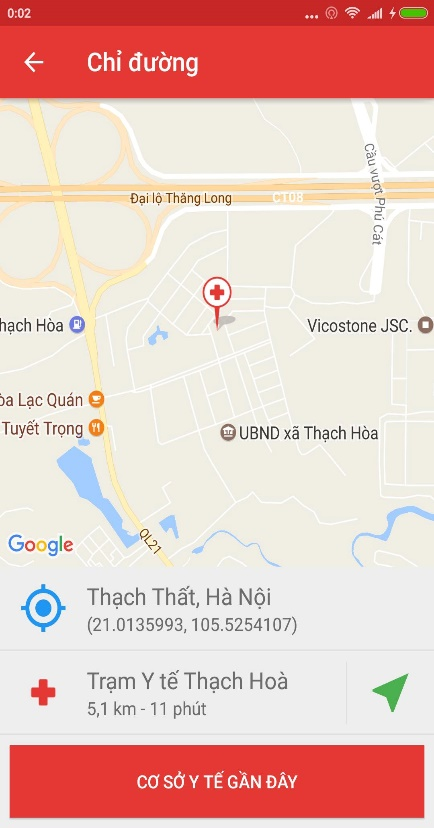 0:02
Chỉ đường
Đại lộ Thăng Long
CT08
Cầu vượt Phú Cát
hạch Hòa
Vicostone JSC.
òa Lạc Quán
Tuyết Trọng
UBND xã Thạch Hòa
QL21
Google
Thạch Thất, Hà Nội
(21.0135993, 105.5254107)
Trạm Y tế Thạch Hoà
5,1 km - 11 phút
CƠ SỞ Y TẾ GẦN ĐÂY